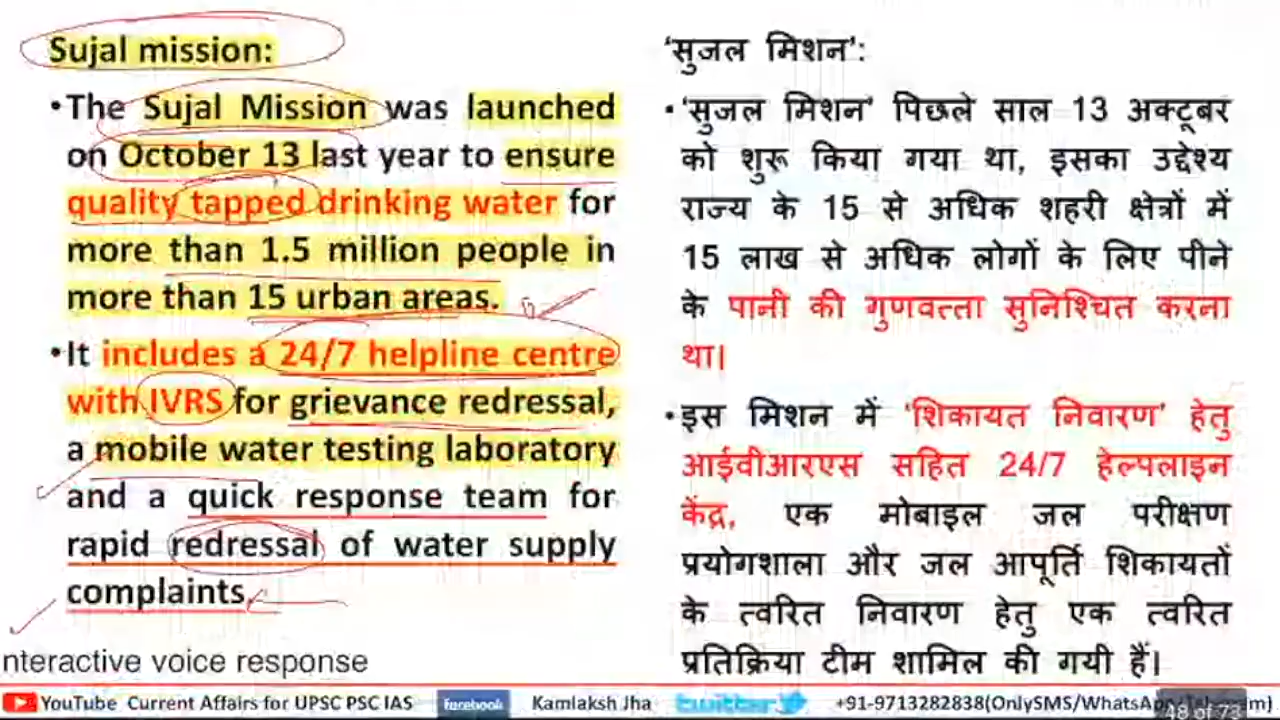 Sujal mission:
•The Sujal Mission was launched
on October 13 last year to ensure
quality tapped drinking water for
more than 1.5 million people in
more than 15 urban areas.
•It includes a 24/7 helpline centre
with IVRS for grievance redressal,
a mobile water testing laboratory
and a quick response team for
rapid redressal of water supply
complaints.
nteractive voice response
‘सुजल मिशन’:
•‘सुजल मिशन’ पिछले साल 13 अक्टूबर
को शुरू किया गया था, इसका उद्देश्य
राज्य के 15 से अधिक शहरी क्षेत्रों में
15 लाख से अधिक लोगों के लिए पीने
के पानी की गुणवत्ता सुनिश्चित करना
था।
•इस मिशन में ‘शिकायत निवारण’ हेतु
आईवीआरएस सहित 24/7 हेल्पलाइन
केंद्र, एक मोबाइल जल परीक्षण
प्रयोगशाला और जल आपूर्ति शिकायतों
के त्वरित निवारण हेतु एक त्वरित
प्रतिक्रिया टीम शामिल की गयी हैं।
YouTube Current Affairs for UPSC PSC IAS facebook Kamlaksh Jha twitter +91-9713282838(OnlySMS/WhatsApp/Telegram)
48 of 73